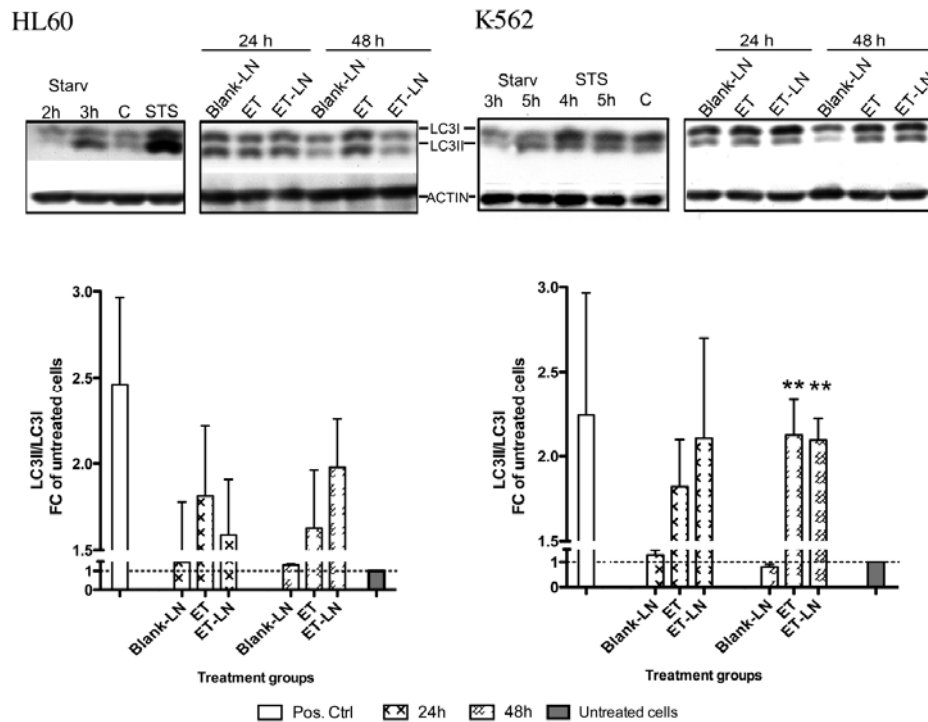 HL60
K-562
24 h 48 h
Starv
Blank-LN ET ET-LN Blank-LN ET ET-LN
2h 3h C STS
24 h 48 h
Starv STS
Blank-LN ET ET-LN Blank-LN ET ET-LN
3h 5h 4h 5h C
LC3I
LC3II
ACTIN
LC3II/LC3I
FC of untreated cells
3.0
2.5
2.0
1.5
1
0
Blank-LN ET ET-LN Blank-LN ET ET-LN
Treatment groups
LC3II/LC3I
FC of untreated cells
3.0
2.5
2.0
1.5
1
0
** **
Blank-LN ET ET-LN Blank-LN ET ET-LN
Treatment groups
Pos. Ctrl 24h 48h Untreated cells